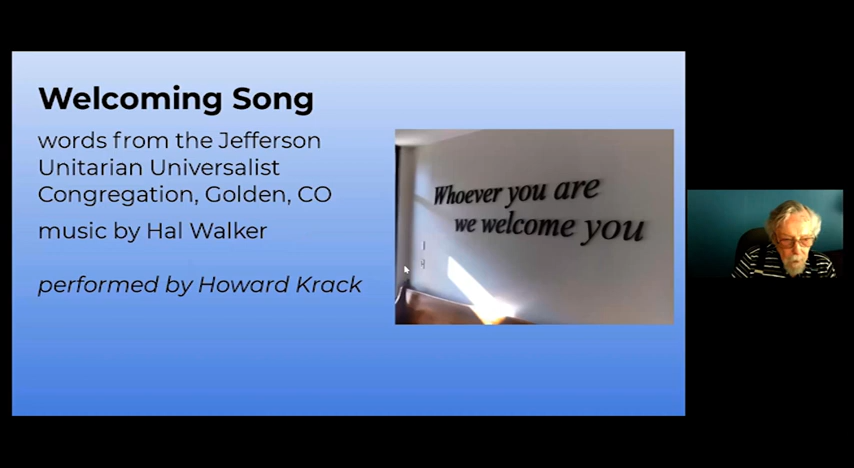 Welcoming Song
words from the Jefferson
Unitarian Universalist
Congregation, Golden, CO
music by Hal Walker
performed by Howard Krack
Whoever you are
we welcome you